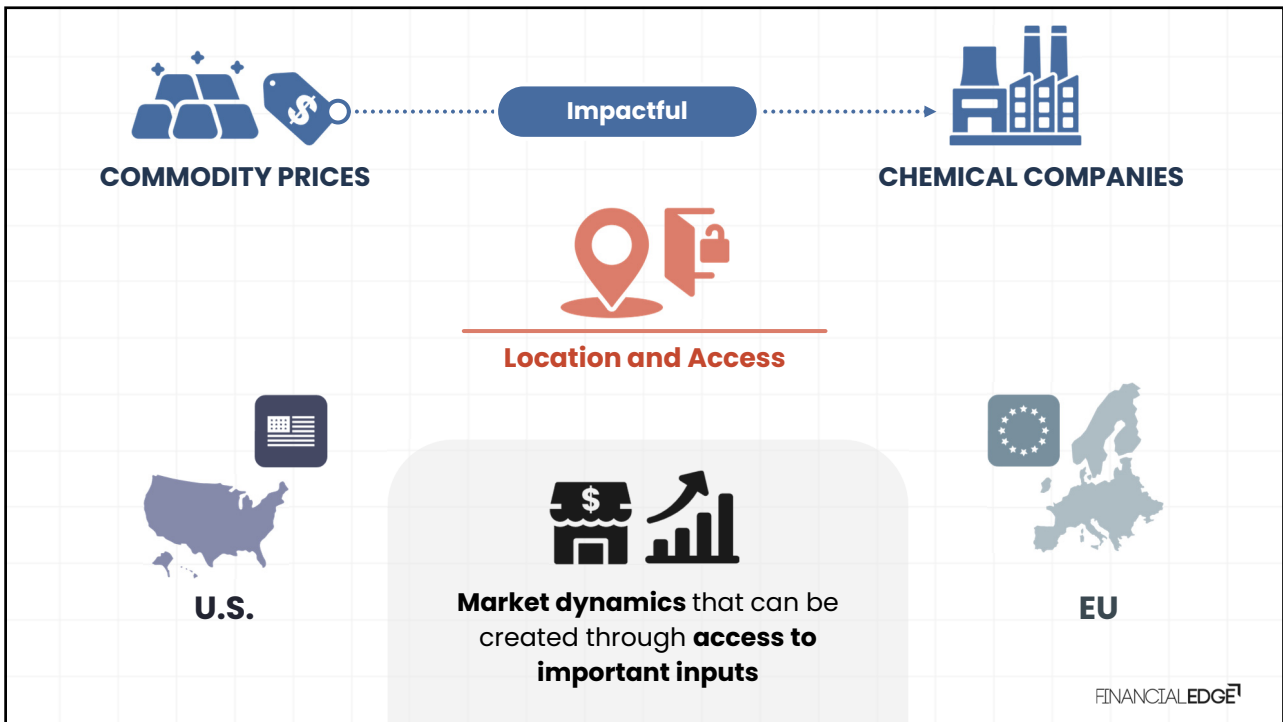 Impactful
COMMODITY PRICES
CHEMICAL COMPANIES
Location and Access
$
U.S.
Market dynamics that can be
created through access to
important inputs
EU
FINANCIALEDGE